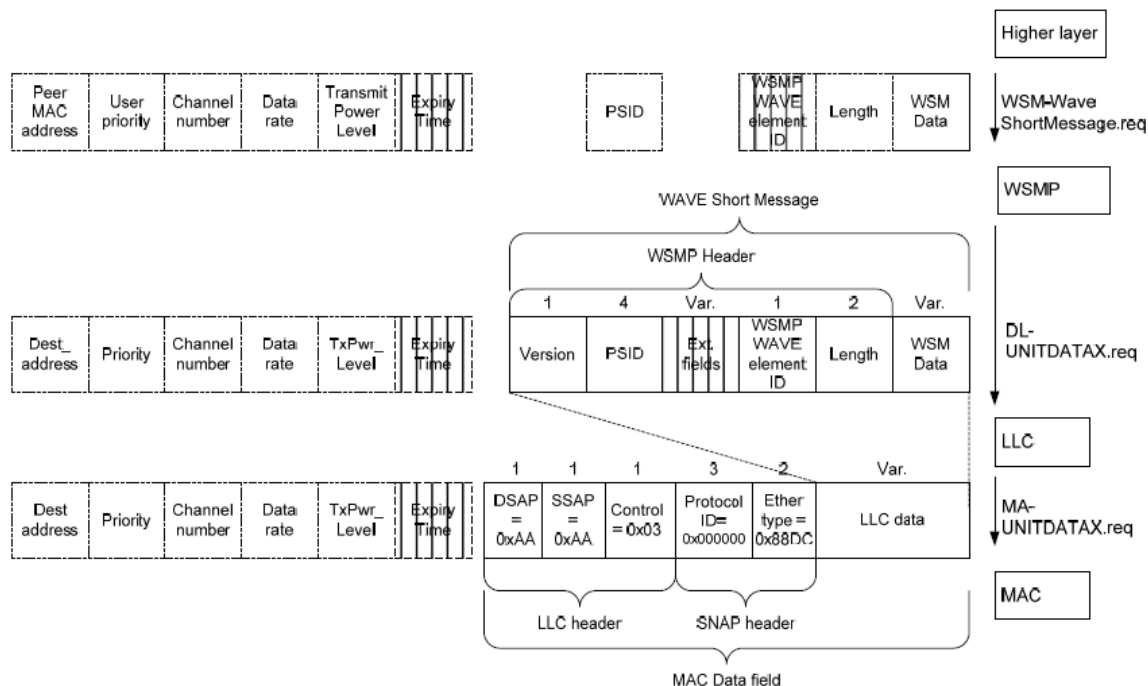 Higher layer
Peer MAC address
User priority
Channel number
Data rate
Transmit Power Level
Expiry Time
PSID
WSMP WAVE element ID
Length
WSM Data
WSM-Wave ShortMessage.req
WSMP
WAVE Short Message
WSMP Header
1 4 Var. 1 2 Var.
Dest_ address
Priority
Channel number
Data rate
TxPwr_ Level
Expiry Time
Version
PSID
Ext. fields
WSMP WAVE element ID
Length
WSM Data
DL- UNITDATAX.req
LLC
1 1 1 3 2 Var.
Dest address
Priority
Channel number
Data rate
TxPwr_ Level
Expiry Time
DSAP = 0xAA
SSAP = 0xAA
Control = 0x03
Protocol ID= 0x000000
Ether type = 0x88DC
LLC data
MA- UNITDATAX.req
MAC
LLC header
SNAP header
MAC Data field